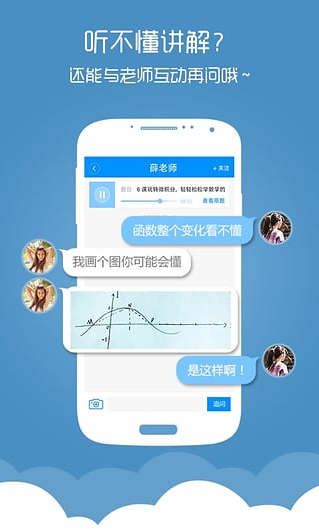 听不懂讲解？
还能与老师互动再问哦~
薛老师
+关注
题目 6 课玩转微积分，轻轻松松学数学的
查看原题
函数整个变化看不懂
我画个图你可能会懂
是这样啊！
追问